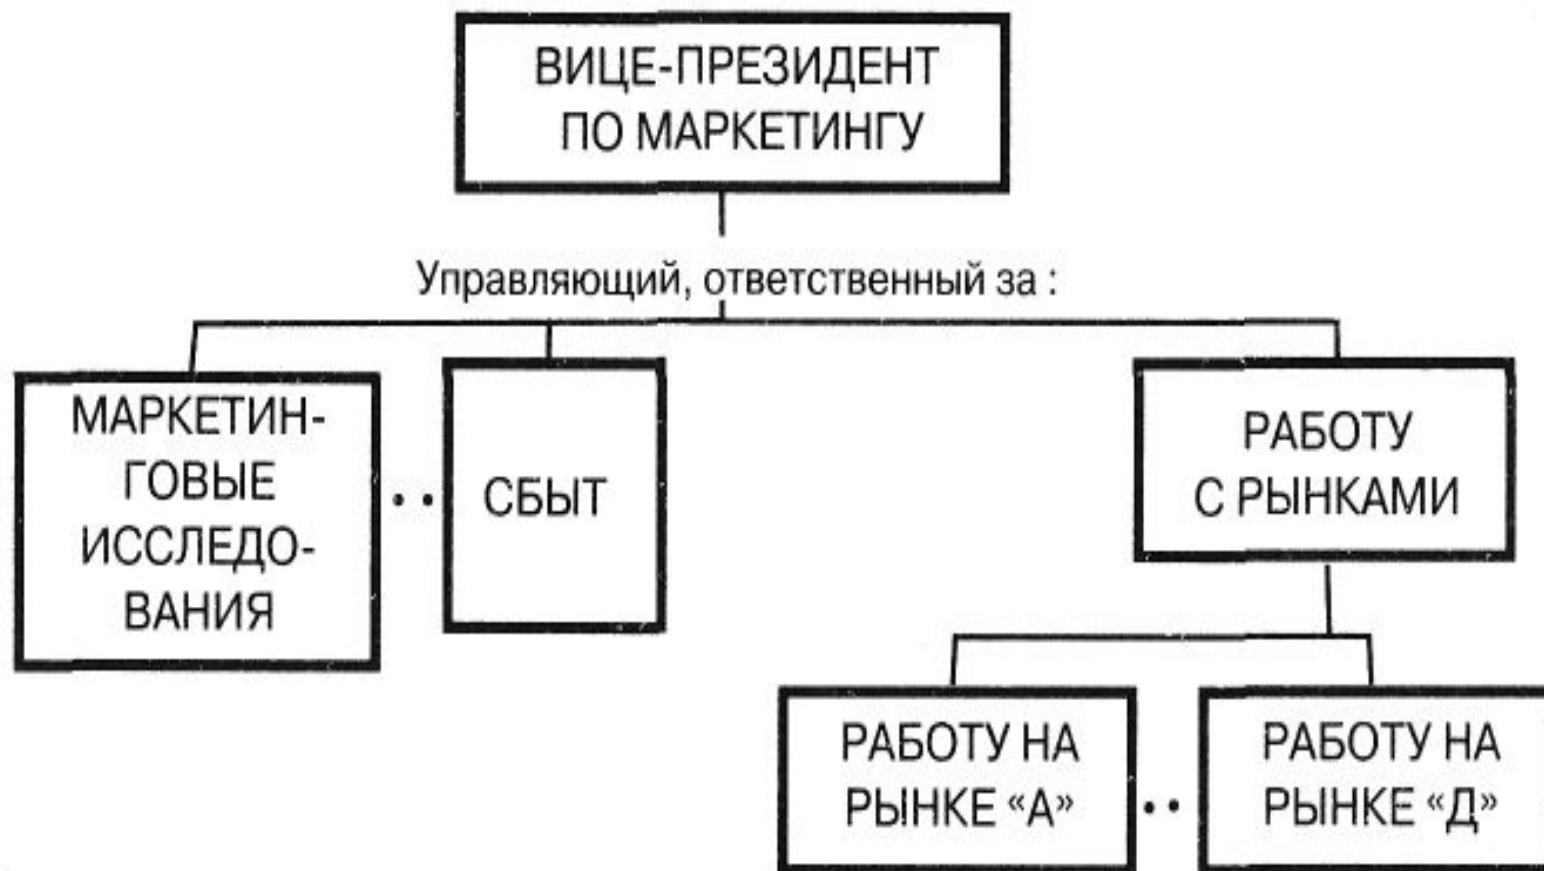 ВИЦЕ-ПРЕЗИДЕНТ
ПО МАРКЕТИНГУ
Управляющий, ответственный за :
МАРКЕТИН-
ГОВЫЕ
ИССЛЕДО-
ВАНИЯ
СБЫТ
РАБОТУ
С РЫНКАМИ
РАБОТУ НА
РЫНКЕ «А»
РАБОТУ НА
РЫНКЕ «Д»